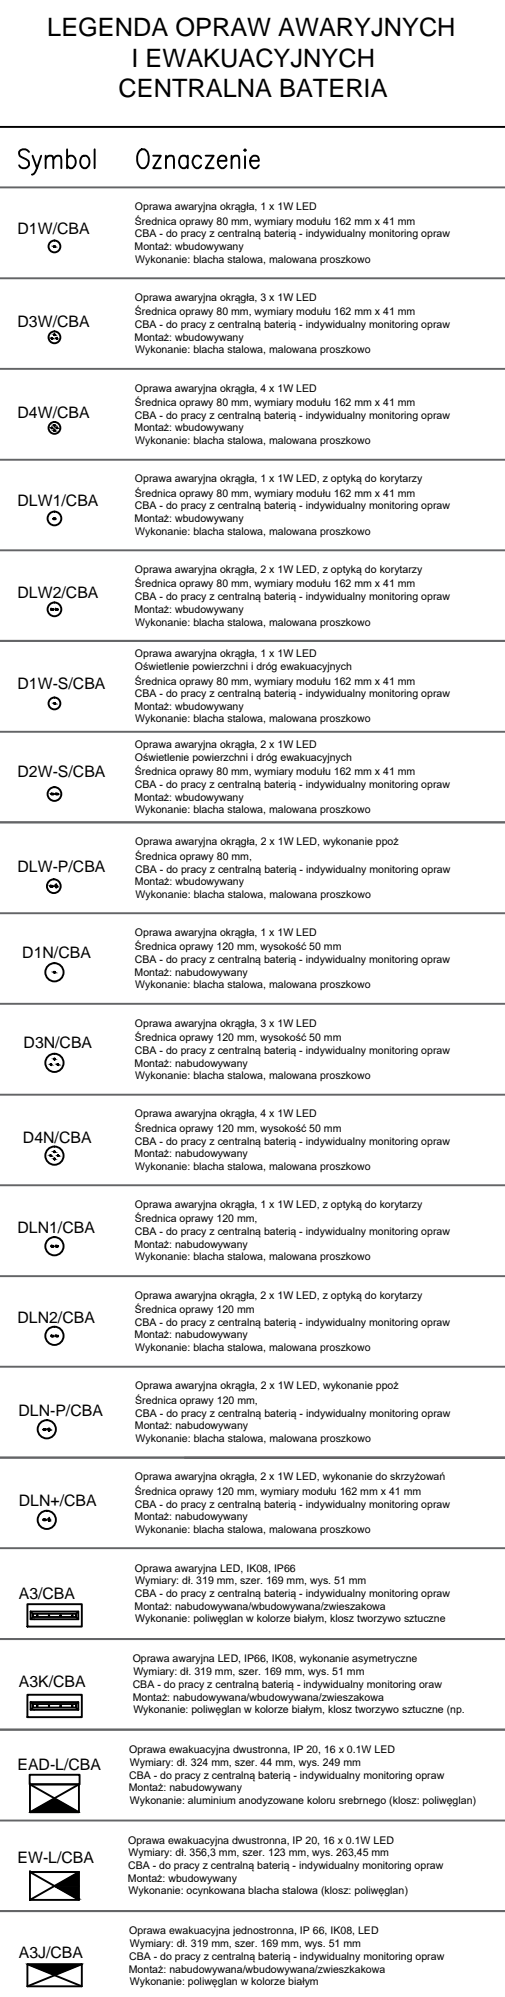 LEGENDA OPRAW AWARYJNYCH
I EWAKUACYJNYCH
CENTRALNA BATERIA
Symbol Oznaczenie
D1W/CBA
Oprawa awaryjna okrągła, 1 x 1W LED
Średnica oprawy 80 mm, wymiary modułu 162 mm x 41 mm
CBA - do pracy z centralną baterią - indywidualny monitoring opraw
Montaż: wbudowywany
Wykonanie: blacha stalowa, malowana proszkowo
D3W/CBA
Oprawa awaryjna okrągła, 3 x 1W LED
Średnica oprawy 80 mm, wymiary modułu 162 mm x 41 mm
CBA - do pracy z centralną baterią - indywidualny monitoring opraw
Montaż: wbudowywany
Wykonanie: blacha stalowa, malowana proszkowo
D4W/CBA
Oprawa awaryjna okrągła, 4 x 1W LED
Średnica oprawy 80 mm, wymiary modułu 162 mm x 41 mm
CBA - do pracy z centralną baterią - indywidualny monitoring opraw
Montaż: wbudowywany
Wykonanie: blacha stalowa, malowana proszkowo
DLW1/CBA
Oprawa awaryjna okrągła, 1 x 1W LED, z optyką do korytarzy
Średnica oprawy 80 mm, wymiary modułu 162 mm x 41 mm
CBA - do pracy z centralną baterią - indywidualny monitoring opraw
Montaż: wbudowywany
Wykonanie: blacha stalowa, malowana proszkowo
DLW2/CBA
Oprawa awaryjna okrągła, 2 x 1W LED, z optyką do korytarzy
Średnica oprawy 80 mm, wymiary modułu 162 mm x 41 mm
CBA - do pracy z centralną baterią - indywidualny monitoring opraw
Montaż: wbudowywany
Wykonanie: blacha stalowa, malowana proszkowo
D1W-S/CBA
Oprawa awaryjna okrągła, 1 x 1W LED
Oświetlenie powierzchni i dróg ewakuacyjnych
Średnica oprawy 80 mm, wymiary modułu 162 mm x 41 mm
CBA - do pracy z centralną baterią - indywidualny monitoring opraw
Montaż: wbudowywany
Wykonanie: blacha stalowa, malowana proszkowo
D2W-S/CBA
Oprawa awaryjna okrągła, 2 x 1W LED
Oświetlenie powierzchni i dróg ewakuacyjnych
Średnica oprawy 80 mm, wymiary modułu 162 mm x 41 mm
CBA - do pracy z centralną baterią - indywidualny monitoring opraw
Montaż: wbudowywany
Wykonanie: blacha stalowa, malowana proszkowo
DLW-P/CBA
Oprawa awaryjna okrągła, 2 x 1W LED, wykonanie ppoż
Średnica oprawy 80 mm,
CBA - do pracy z centralną baterią - indywidualny monitoring opraw
Montaż: wbudowywany
Wykonanie: blacha stalowa, malowana proszkowo
D1N/CBA
Oprawa awaryjna okrągła, 1 x 1W LED
Średnica oprawy 120 mm, wysokość 50 mm
CBA - do pracy z centralną baterią - indywidualny monitoring opraw
Montaż: nabudowywany
Wykonanie: blacha stalowa, malowana proszkowo
D3N/CBA
Oprawa awaryjna okrągła, 3 x 1W LED
Średnica oprawy 120 mm, wysokość 50 mm
CBA - do pracy z centralną baterią - indywidualny monitoring opraw
Montaż: nabudowywany
Wykonanie: blacha stalowa, malowana proszkowo
D4N/CBA
Oprawa awaryjna okrągła, 4 x 1W LED
Średnica oprawy 120 mm, wysokość 50 mm
CBA - do pracy z centralną baterią - indywidualny monitoring opraw
Montaż: nabudowywany
Wykonanie: blacha stalowa, malowana proszkowo
DLN1/CBA
Oprawa awaryjna okrągła, 1 x 1W LED, z optyką do korytarzy
Średnica oprawy 120 mm,
CBA - do pracy z centralną baterią - indywidualny monitoring opraw
Montaż: nabudowywany
Wykonanie: blacha stalowa, malowana proszkowo
DLN2/CBA
Oprawa awaryjna okrągła, 2 x 1W LED, z optyką do korytarzy
Średnica oprawy 120 mm
CBA - do pracy z centralną baterią - indywidualny monitoring opraw
Montaż: nabudowywany
Wykonanie: blacha stalowa, malowana proszkowo
DLN-P/CBA
Oprawa awaryjna okrągła, 2 x 1W LED, wykonanie ppoż
Średnica oprawy 120 mm,
CBA - do pracy z centralną baterią - indywidualny monitoring opraw
Montaż: nabudowywany
Wykonanie: blacha stalowa, malowana proszkowo
DLN+/CBA
Oprawa awaryjna okrągła, 2 x 1W LED, wykonanie do skrzyżowań
Średnica oprawy 120 mm, wymiary modułu 162 mm x 41 mm
CBA - do pracy z centralną baterią - indywidualny monitoring opraw
Montaż: nabudowywany
Wykonanie: blacha stalowa, malowana proszkowo
A3/CBA
Oprawa awaryjna LED, IK08, IP66
Wymiary: dł. 319 mm, szer. 169 mm, wys. 51 mm
CBA - do pracy z centralną baterią - indywidualny monitoring opraw
Montaż: nabudowywana/wbudowywana/zwieszakowa
Wykonanie: poliwęglan w kolorze białym, klosz tworzywo sztuczne
A3K/CBA
Oprawa awaryjna LED, IP66, IK08, wykonanie asymetryczne
Wymiary: dł. 319 mm, szer. 169 mm, wys. 51 mm
CBA - do pracy z centralną baterią - indywidualny monitoring oraw
Montaż: nabudowywana/wbudowywana/zwieszakowa
Wykonanie: poliwęglan w kolorze białym, klosz tworzywo sztuczne (np.
EAD-L/CBA
Oprawa ewakuacyjna dwustronna, IP 20, 16 x 0.1W LED
Wymiary: dł. 324 mm, szer. 44 mm, wys. 249 mm
CBA - do pracy z centralną baterią - indywidualny monitoring opraw
Montaż: nabudowywany
Wykonanie: aluminium anodyzowane koloru srebrnego (klosz: poliwęglan)
EW-L/CBA
Oprawa ewakuacyjna dwustronna, IP 20, 16 x 0.1W LED
Wymiary: dł. 356,3 mm, szer. 123 mm, wys. 263,45 mm
CBA - do pracy z centralną baterią - indywidualny monitoring opraw
Montaż: wbudowywany
Wykonanie: ocynkowana blacha stalowa (klosz: poliwęglan)
A3J/CBA
Oprawa ewakuacyjna jednostronna, IP 66, IK08, LED
Wymiary: dł. 319 mm, szer. 169 mm, wys. 51 mm
CBA - do pracy z centralną baterią - indywidualny monitoring opraw
Montaż: nabudowywana/wbudowywana/zwieszkakowa
Wykonanie: poliwęglan w kolorze białym